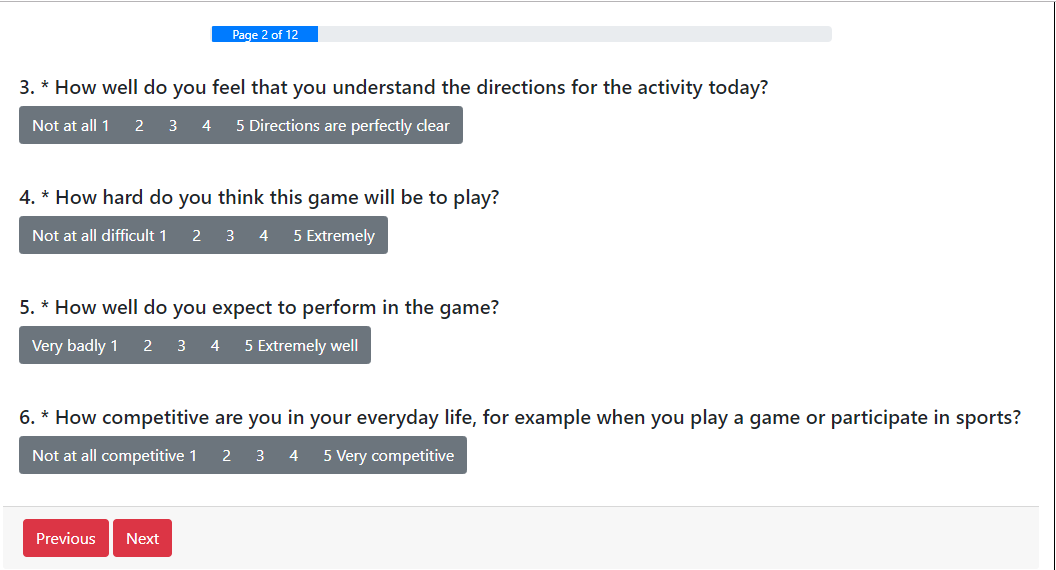 Page 2 of 12
3. * How well do you feel that you understand the directions for the activity today?
Not at all 1 2 3 4 5 Directions are perfectly clear
4. * How hard do you think this game will be to play?
Not at all difficult 1 2 3 4 5 Extremely
5. * How well do you expect to perform in the game?
Very badly 1 2 3 4 5 Extremely well
6. * How competitive are you in your everyday life, for example when you play a game or participate in sports?
Not at all competitive 1 2 3 4 5 Very competitive
Previous Next